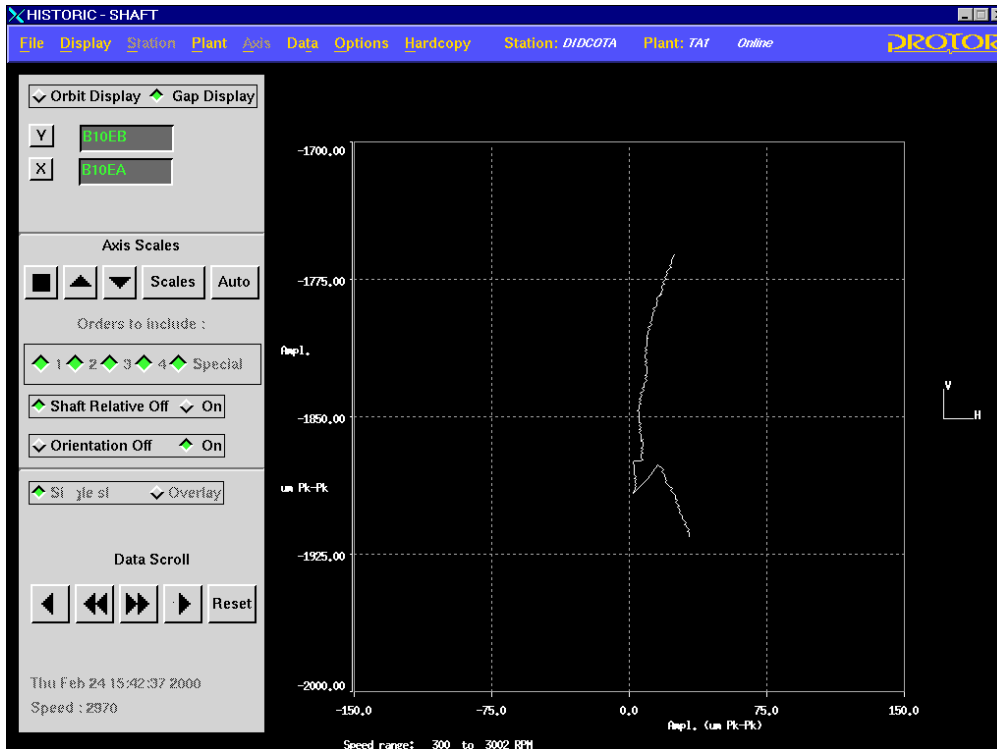 HISTORIC - SHAFT
File Display Station Plant Axis Data Options Hardcopy Station: DIDCOTA Plant: TA1 Online PROTOR
Orbit Display Gap Display
Y B10EB
X B10EA
Axis Scales
Scales Auto
Orders to include :
1 2 3 4 Special
Shaft Relative Off On
Orientation Off On
Overlay
Data Scroll
Reset
Thu Feb 24 15:42:37 2000
Speed : 2970
-1700.00
-1775.00
Ampl.
-1850.00
um Pk-Pk
-1925.00
-2000.00
-150.0 -75.0 0.0 75.0 150.0
Ampl. (um Pk-Pk)
Speed range: 300 to 3002 RPM
V
H